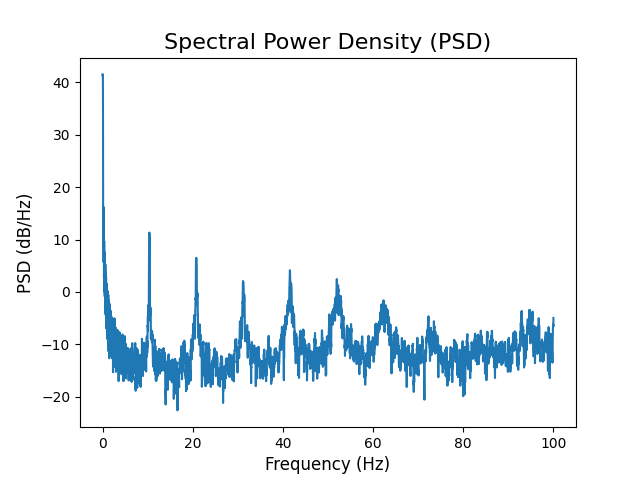 Spectral Power Density (PSD)
PSD (dB/Hz)
40
30
20
10
0
−10
−20
0 20 40 60 80 100
Frequency (Hz)